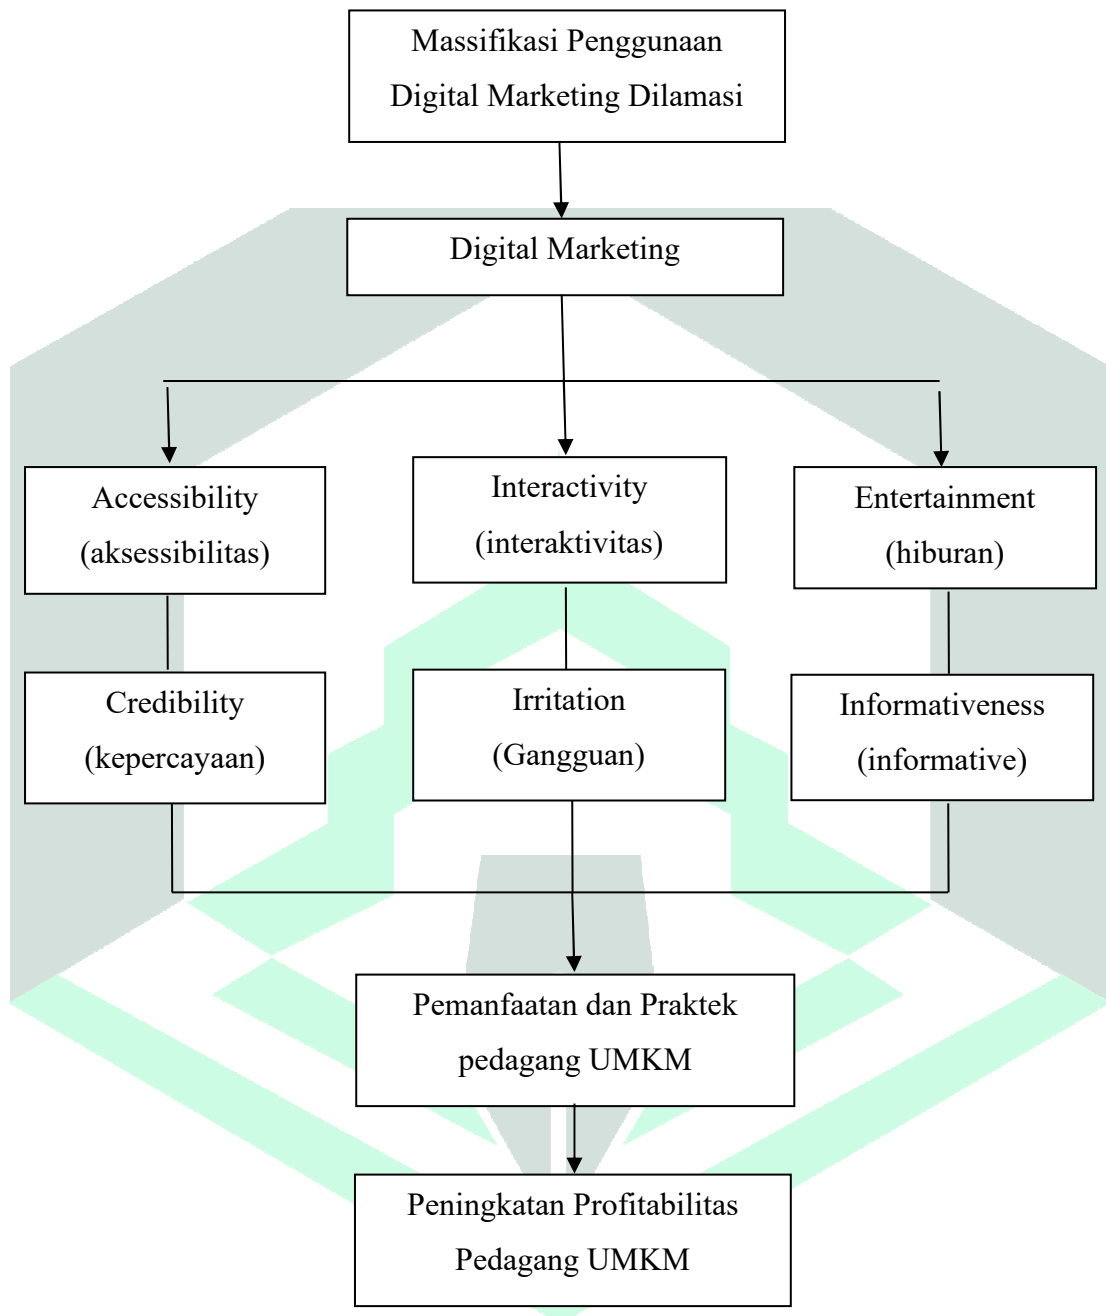 Massifikasi Penggunaan
Digital Marketing Dilamasi
Digital Marketing
Accessibility
(aksessibilitas)
Interactivity
(interaktivitas)
Entertainment
(hiburan)
Credibility
(kepercayaan)
Irritation
(Gangguan)
Informativeness
(informative)
Pemanfaatan dan Praktek
pedagang UMKM
Peningkatan Profitabilitas
Pedagang UMKM